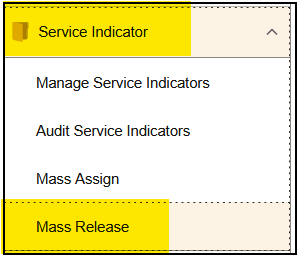 Service Indicator
Manage Service Indicators
Audit Service Indicators
Mass Assign
Mass Release